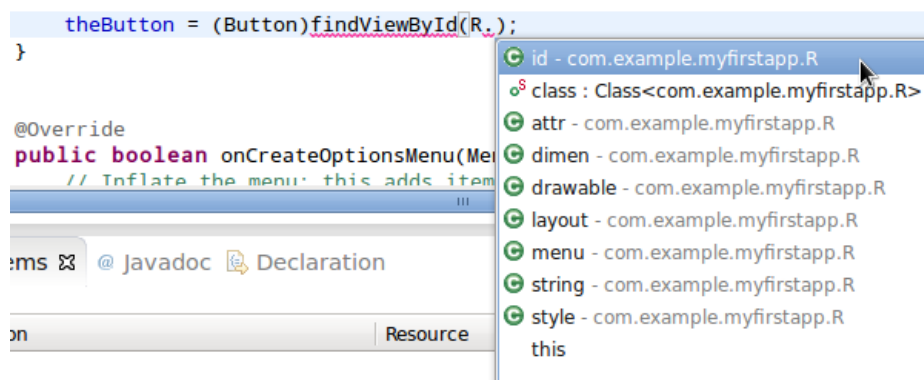 theButton = (Button)findViewById(R.);
}
@Override
public boolean onCreateOptionsMenu(Me
// Inflate the menu; this adds item
ems @ Javadoc Declaration
on Resource
id - com.example.myfirstapp.R
class : Class<com.example.myfirstapp.R>
attr - com.example.myfirstapp.R
dimen - com.example.myfirstapp.R
drawable - com.example.myfirstapp.R
layout - com.example.myfirstapp.R
menu - com.example.myfirstapp.R
string - com.example.myfirstapp.R
style - com.example.myfirstapp.R
this